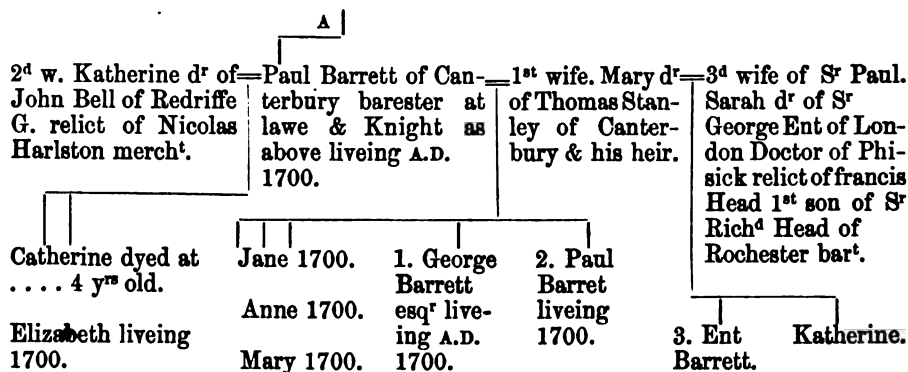 A
2ᵈ w. Katherine dʳ of
John Bell of Redriffe
G. relict of Nicolas
Harlston merchᵗ.
Paul Barrett of Can-
terbury barester at
lawe & Knight as
above liveing A.D.
1700.
1ˢᵗ wife. Mary dʳ
of Thomas Stan-
ley of Canter-
bury & his heir.
3ᵈ wife of Sʳ Paul.
Sarah dʳ of Sʳ
George Ent of Lon-
don Doctor of Phi-
sick relict of francis
Head 1ˢᵗ son of Sʳ
Richᵈ Head of
Rochester barᵗ.
Catherine dyed at
.... 4 yʳˢ old.
Elizabeth liveing
1700.
Jane 1700.
Anne 1700.
Mary 1700.
1. George
Barrett
esqʳ live-
ing A.D.
1700.
2. Paul
Barret
liveing
1700.
3. Ent
Barrett.
Katherine.